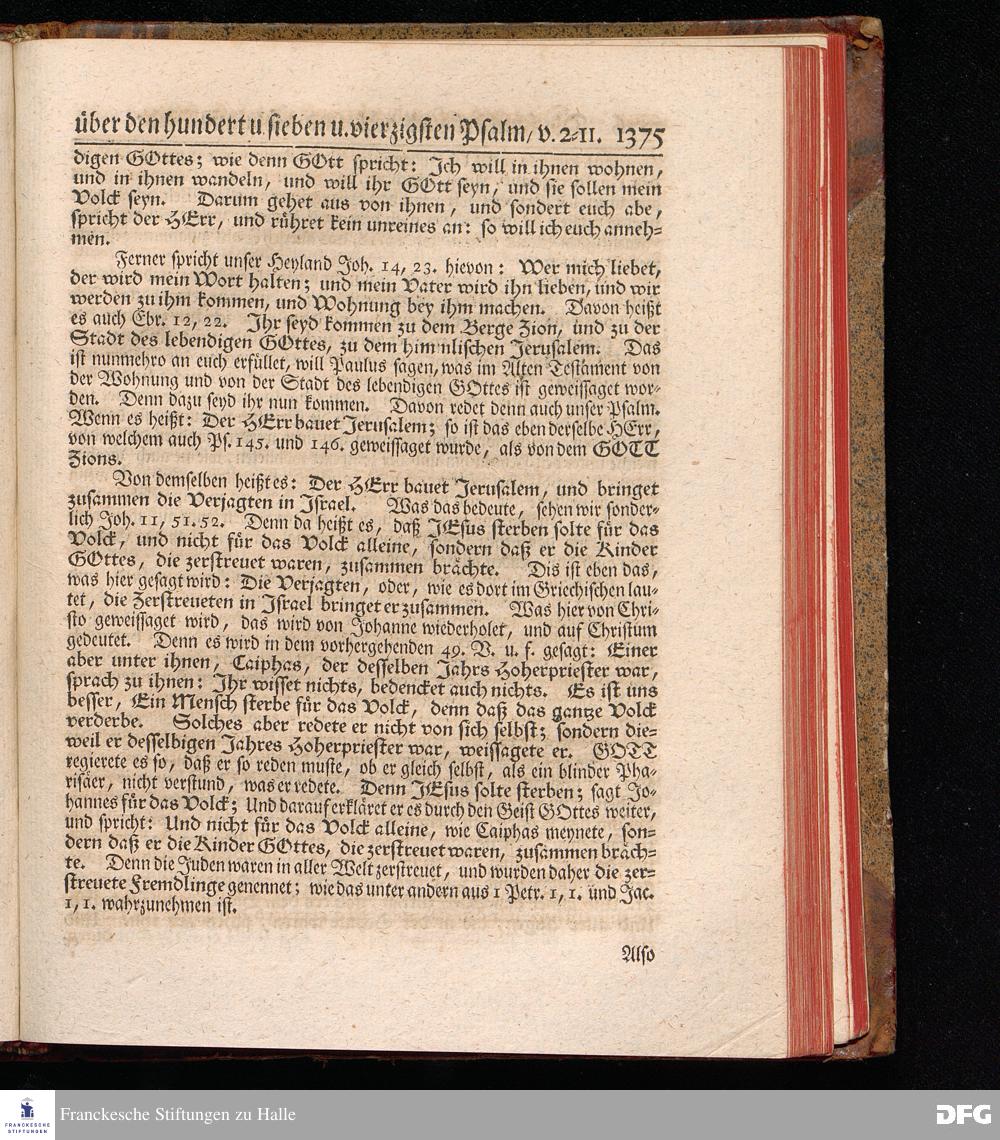 über den hundert u. sieben u. vierzigsten Psalm/ v. 2-11. 1375
digen GOttes; wie denn GOtt spricht: Ich will in ihnen wohnen,
und in ihnen wandeln, und will ihr GOtt seyn, und sie sollen mein
Volck seyn. Darum gehet aus von ihnen, und sondert euch abe,
spricht der HErr, und rühret kein unreines an: so will ich euch anneh-
men.
Ferner spricht unser Heyland Joh. 14, 23. hievon: Wer mich liebet,
der wird mein Wort halten; und mein Vater wird ihn lieben, und wir
werden zu ihm kommen, und Wohnung bey ihm machen. Davon heißt
es auch Ebr. 12, 22. Ihr seyd kommen zu dem Berge Zion, und zu der
Stadt des lebendigen GOttes, zu dem himmlischen Jerusalem. Das
ist nunmehro an euch erfüllet, will Paulus sagen, was im Alten Testament von
der Wohnung und von der Stadt des lebendigen GOttes ist geweissaget wor-
den. Denn dazu seyd ihr nun kommen. Davon redet denn auch unser Psalm.
Wenn es heißt: Der HErr bauet Jerusalem; so ist das eben derselbe HErr,
von welchem auch Ps. 145. und 146. geweissaget wurde, als von dem GOTT
Zions.
Von demselben heißt es: Der HErr bauet Jerusalem, und bringet
zusammen die Verjagten in Israel. Was das bedeute, sehen wir sonder-
lich Joh. 11, 51. 52. Denn da heißt es, daß JEsus sterben solte für das
Volck, und nicht für das Volck alleine, sondern daß er die Kinder
GOttes, die zerstreuet waren, zusammen brächte. Dis ist eben das,
was hier gesagt wird: Die Verjagten, oder, wie es dort im Griechischen lau-
tet, die Zerstreueten in Israel bringet er zusammen. Was hier von Chri-
sto geweissaget wird, das wird von Johanne wiederholet, und auf Christum
gedeutet. Denn es wird in dem vorhergehenden 49. V. u. f. gesagt: Einer
aber unter ihnen, Caiphas, der desselben Jahrs Hoherpriester war,
sprach zu ihnen: Ihr wisset nichts, bedencket auch nichts. Es ist uns
besser, Ein Mensch sterbe für das Volck, denn daß das gantze Volck
verderbe. Solches aber redete er nicht von sich selbst; sondern die-
weil er desselbigen Jahres Hoherpriester war, weissagete er. GOTT
regierete es so, daß er so reden muste, ob er gleich selbst, als ein blinder Pha-
risäer, nicht verstund, was er redete. Denn JEsus solte sterben; sagt Jo-
hannes für das Volck; Und darauf erkläret er es durch den Geist GOttes weiter,
und spricht: Und nicht für das Volck alleine, wie Caiphas meynete, son-
dern daß er die Kinder GOttes, die zerstreuet waren, zusammen bräch-
te. Denn die Juden waren in aller Welt zerstreuet, und wurden daher die zer-
streuete Fremdlinge genennet; wie das unter andern aus 1 Petr. 1, 1. und Jac.
1, 1. wahrzunehmen ist.
Also
FRANCKESCHE
STIFTUNGEN
Franckesche Stiftungen zu Halle
DFG